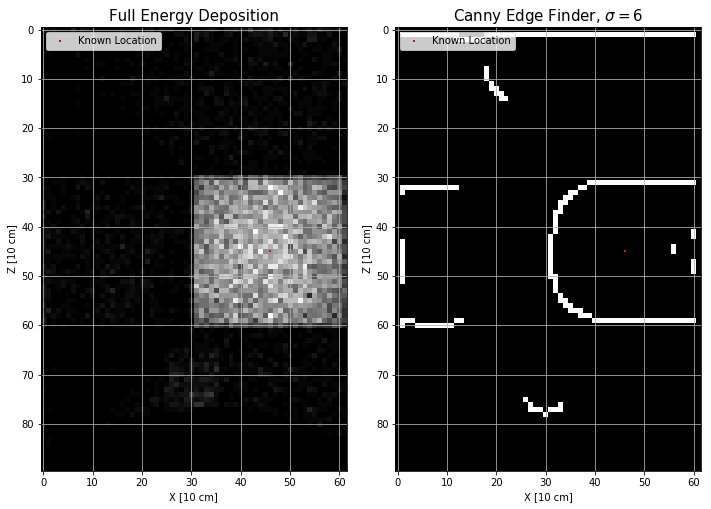 Full Energy Deposition
Known Location
0
10
20
30
40
50
60
70
80
Z [10 cm]
0 10 20 30 40 50 60
X [10 cm]
Canny Edge Finder, σ = 6
Known Location
0
10
20
30
40
50
60
70
80
Z [10 cm]
0 10 20 30 40 50 60
X [10 cm]